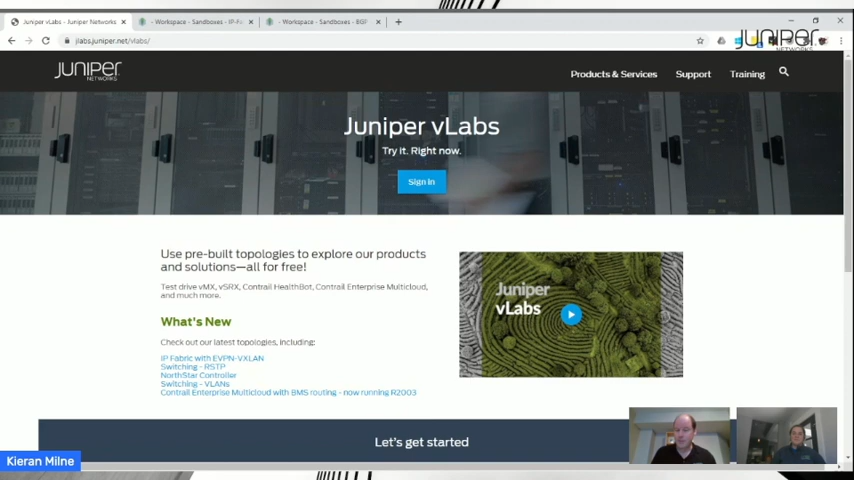 Juniper vLabs - Juniper Networks
- Workspace - Sandboxes - IP-Fa
- Workspace - Sandboxes - BGP
jlabs.juniper.net/vlabs/
JUNIPER
NETWORKS
JUNIPER
NETWORKS
Products & Services
Support
Training
Juniper vLabs
Try it. Right now.
Sign In
Use pre-built topologies to explore our products
and solutions—all for free!
Test drive vMX, vSRX, Contrail HealthBot, Contrail Enterprise Multicloud,
and much more.
What's New
Check out our latest topologies, including:
IP Fabric with EVPN-VXLAN
Switching - RSTP
NorthStar Controller
Switching - VLANs
Contrail Enterprise Multicloud with BMS routing - now running R2003
Juniper
vLabs
Let's get started
Kieran Milne